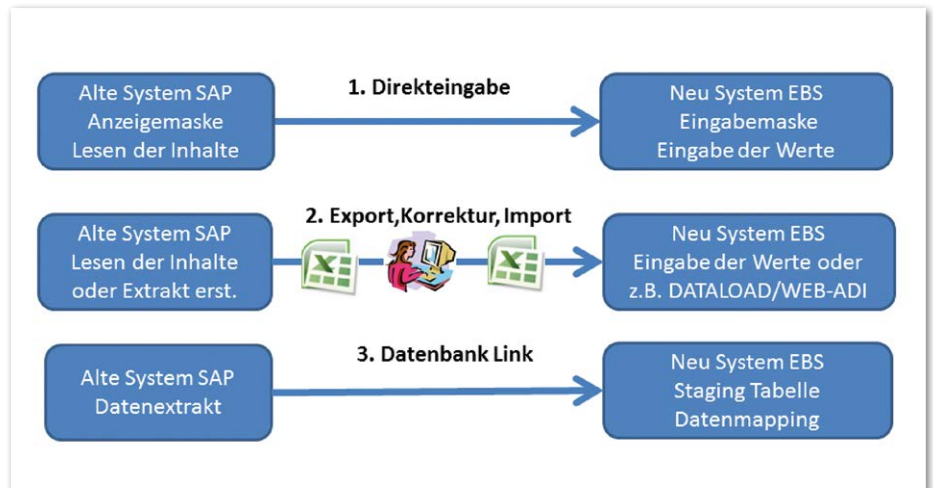 Alte System SAP
Anzeigemaske
Lesen der Inhalte
1. Direkteingabe
Neu System EBS
Eingabemaske
Eingabe der Werte
Alte System SAP
Lesen der Inhalte
oder Extrakt erst.
2. Export,Korrektur, Import
Neu System EBS
Eingabe der Werte oder
z.B. DATALOAD/WEB-ADI
Alte System SAP
Datenextrakt
3. Datenbank Link
Neu System EBS
Staging Tabelle
Datenmapping